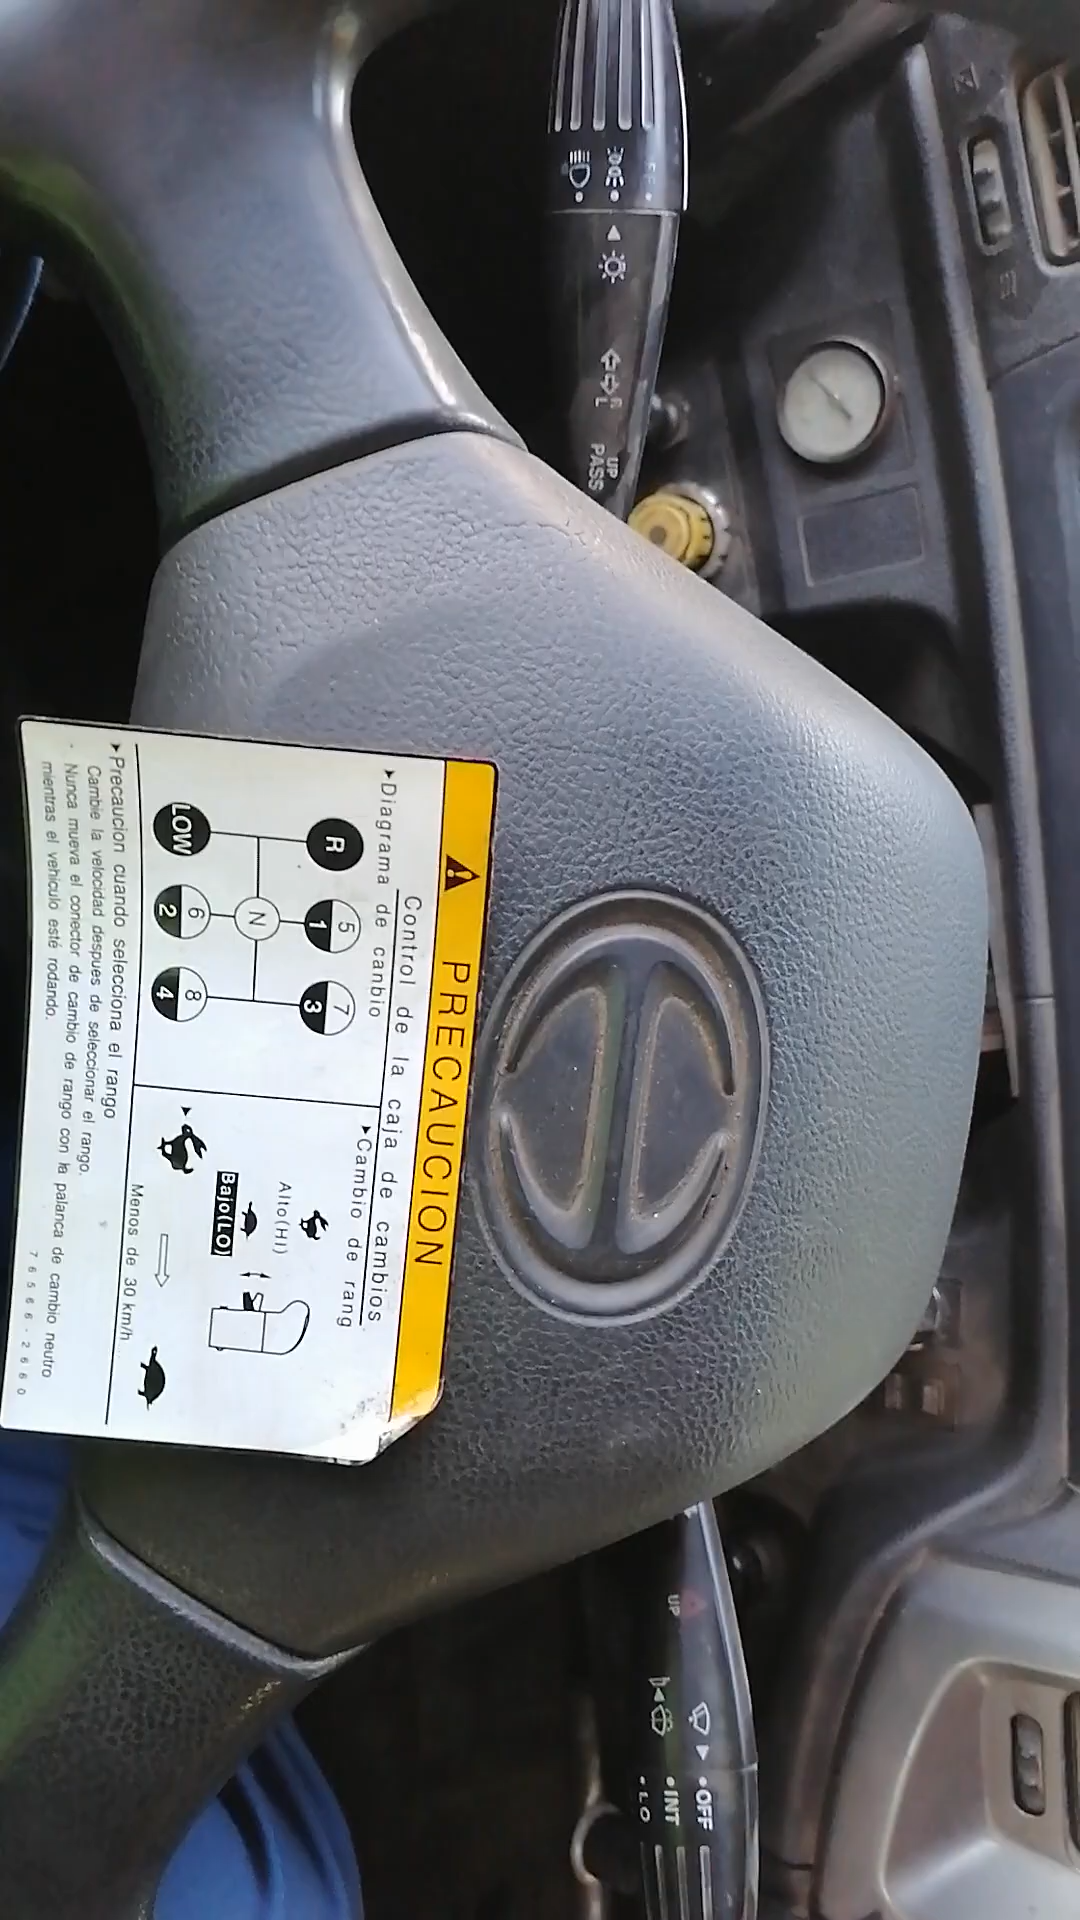 PRECAUCION
Control de la caja de cambios
▸Diagrama de canbio
▸Cambio de rang
R 5 1 7 3
N
LOW 6 2 8 4
Alto(HI)
Bajo(LO)
Menos de 30 km/h
▸Precaucion cuando selecciona el rango
Cambie la velocidad despues de seleccionar el rango.
- Nunca mueva el conector de cambio de rango con la palanca de cambio neutro
mientras el vehiculo esté rodando.
76566-2660
UP
PASS
UP
•OFF
•INT
•LO